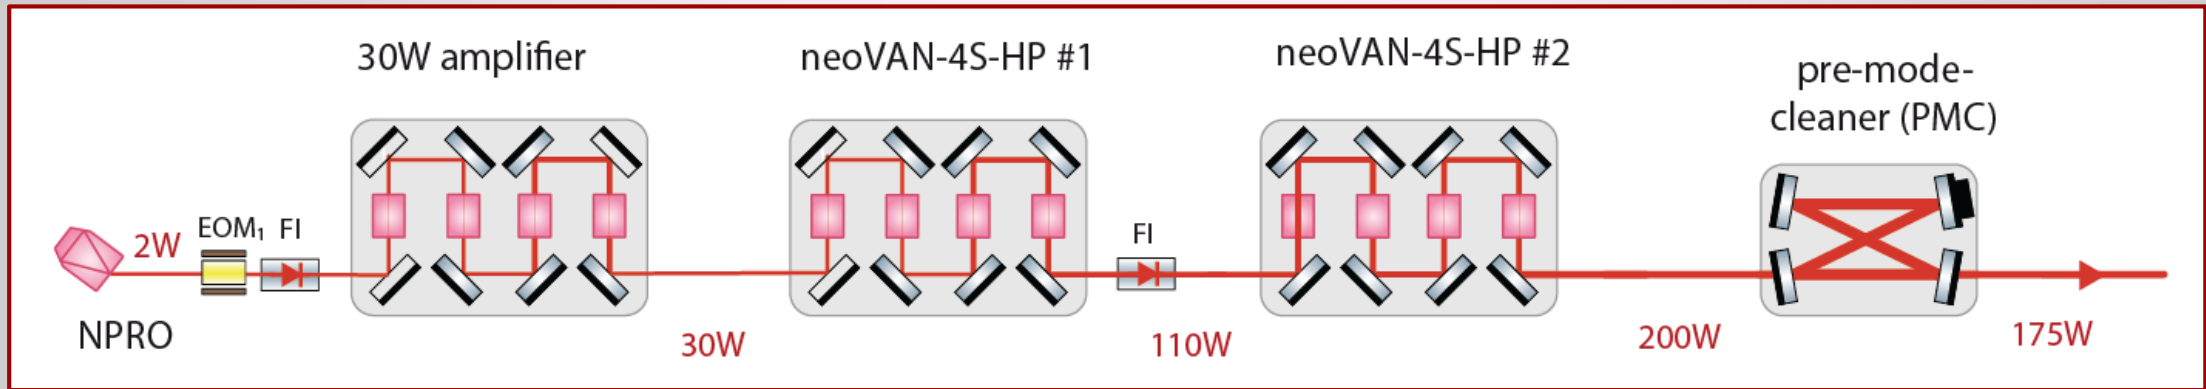 30W amplifier
neoVAN-4S-HP #1
neoVAN-4S-HP #2
pre-mode-
cleaner (PMC)
2W
EOM₁
FI
FI
NPRO
30W
110W
200W
175W